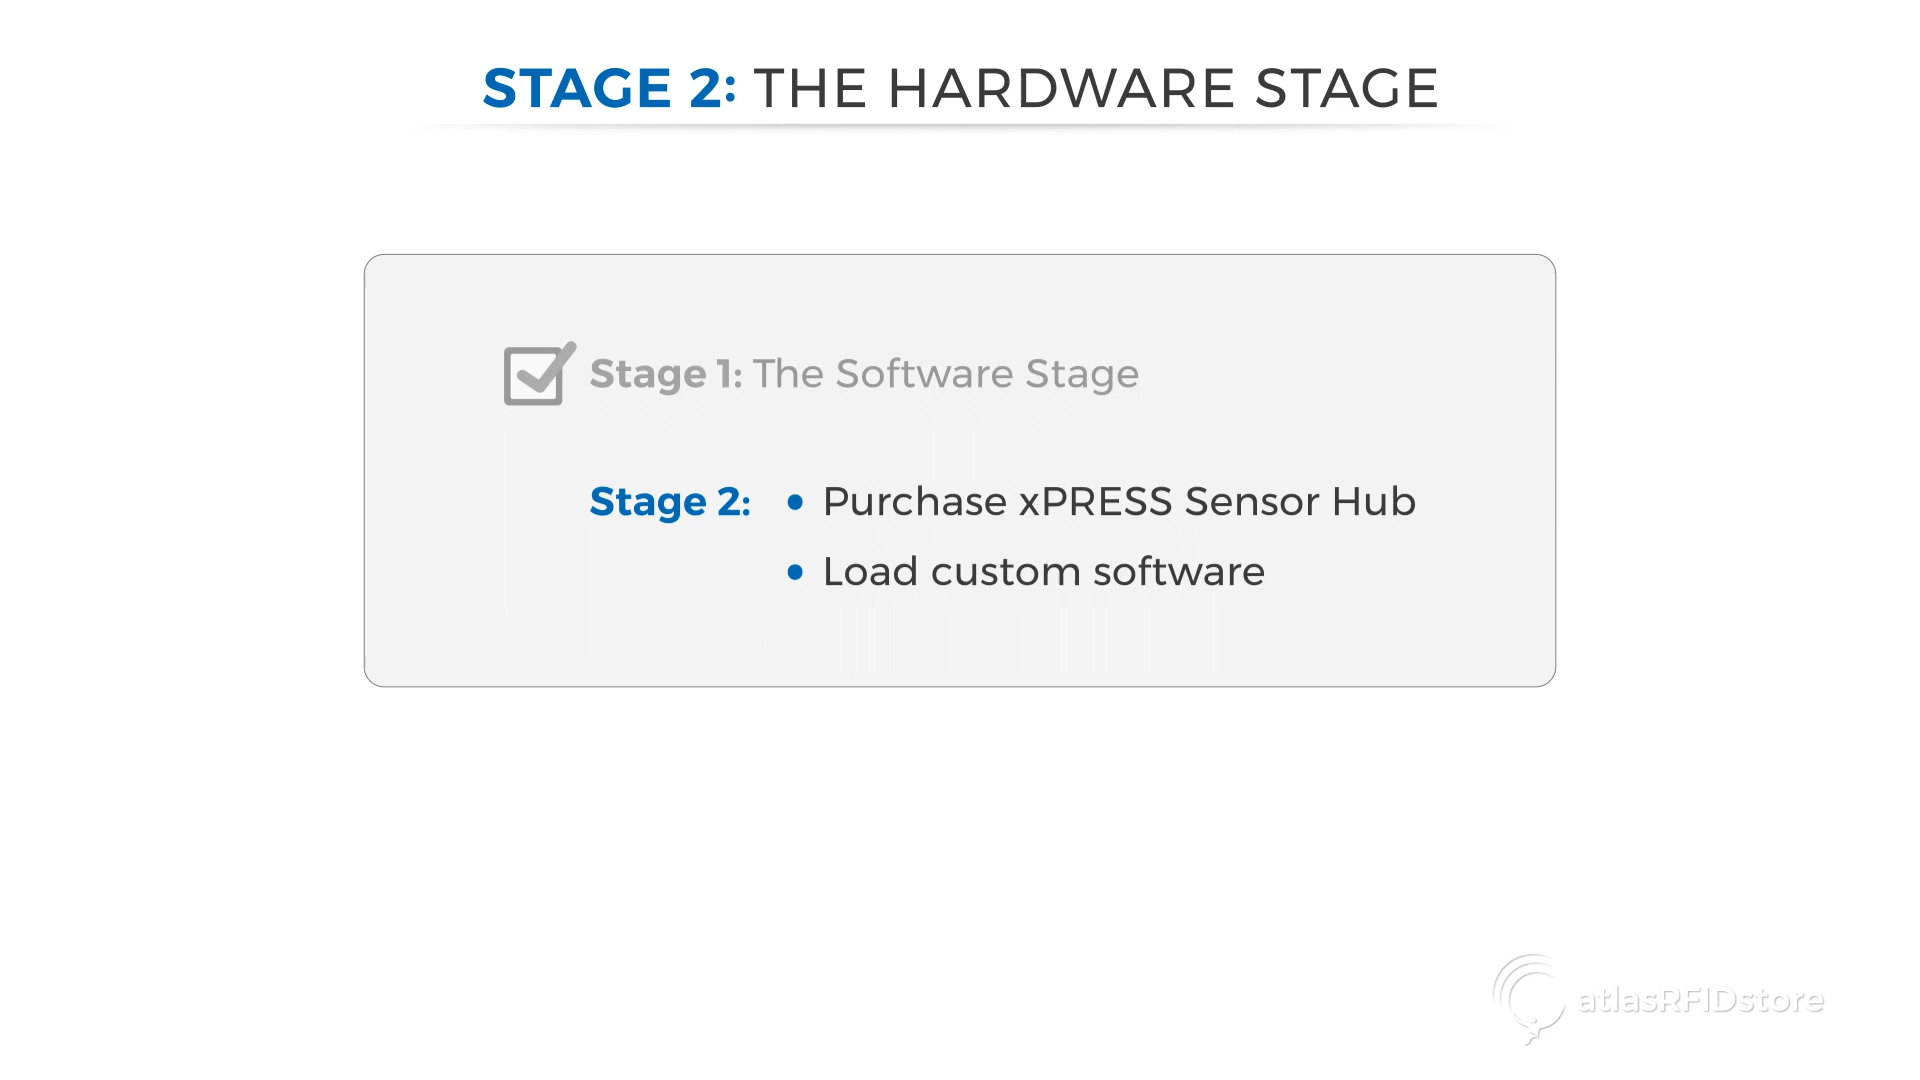 STAGE 2: THE HARDWARE STAGE
Stage 1: The Software Stage
Stage 2: • Purchase xPRESS Sensor Hub
• Load custom software
atlasRFIDstore